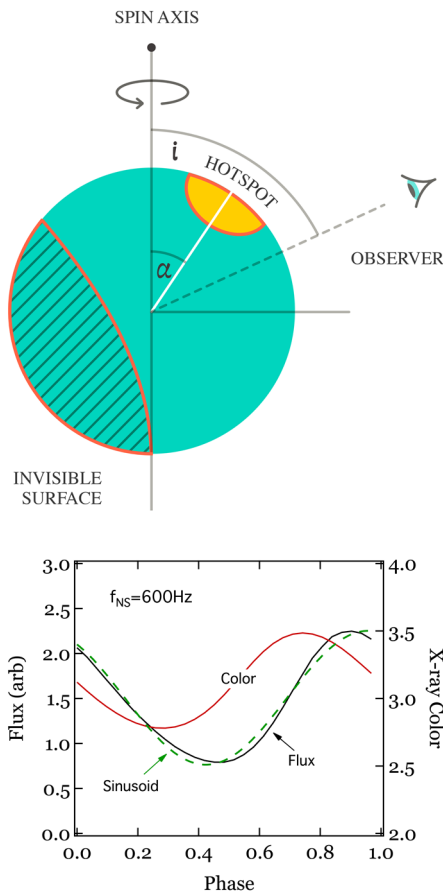 SPIN AXIS
i
HOTSPOT
α
OBSERVER
INVISIBLE
SURFACE
3.0
2.5
2.0
1.5
1.0
0.5
0.0
Flux (arb)
f_NS=600Hz
Color
Sinusoid
Flux
4.0
3.5
3.0
2.5
2.0
X-ray Color
0.0 0.2 0.4 0.6 0.8 1.0
Phase